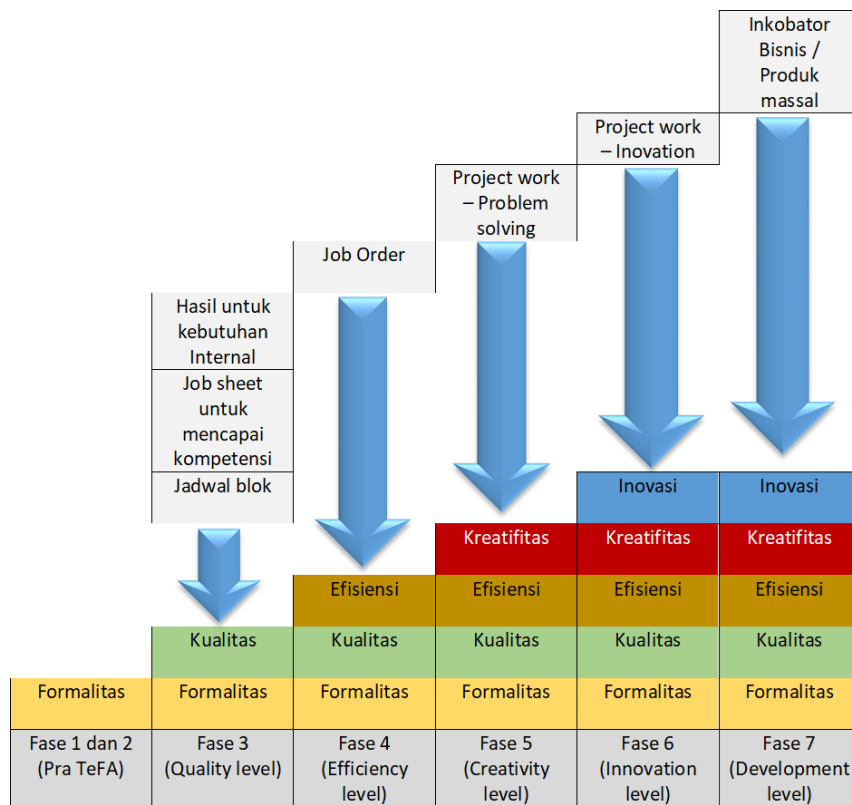 Inkobator
Bisnis /
Produk
massal
Project work
– Inovation
Project work
– Problem
solving
Job Order
Hasil untuk
kebutuhan
Internal
Job sheet
untuk
mencapai
kompetensi
Jadwal blok
Inovasi Inovasi
Kreatifitas Kreatifitas Kreatifitas
Efisiensi Efisiensi Efisiensi Efisiensi
Kualitas Kualitas Kualitas Kualitas Kualitas
Formalitas Formalitas Formalitas Formalitas Formalitas Formalitas
Fase 1 dan 2
(Pra TeFA)
Fase 3
(Quality level)
Fase 4
(Efficiency
level)
Fase 5
(Creativity
level)
Fase 6
(Innovation
level)
Fase 7
(Development
level)